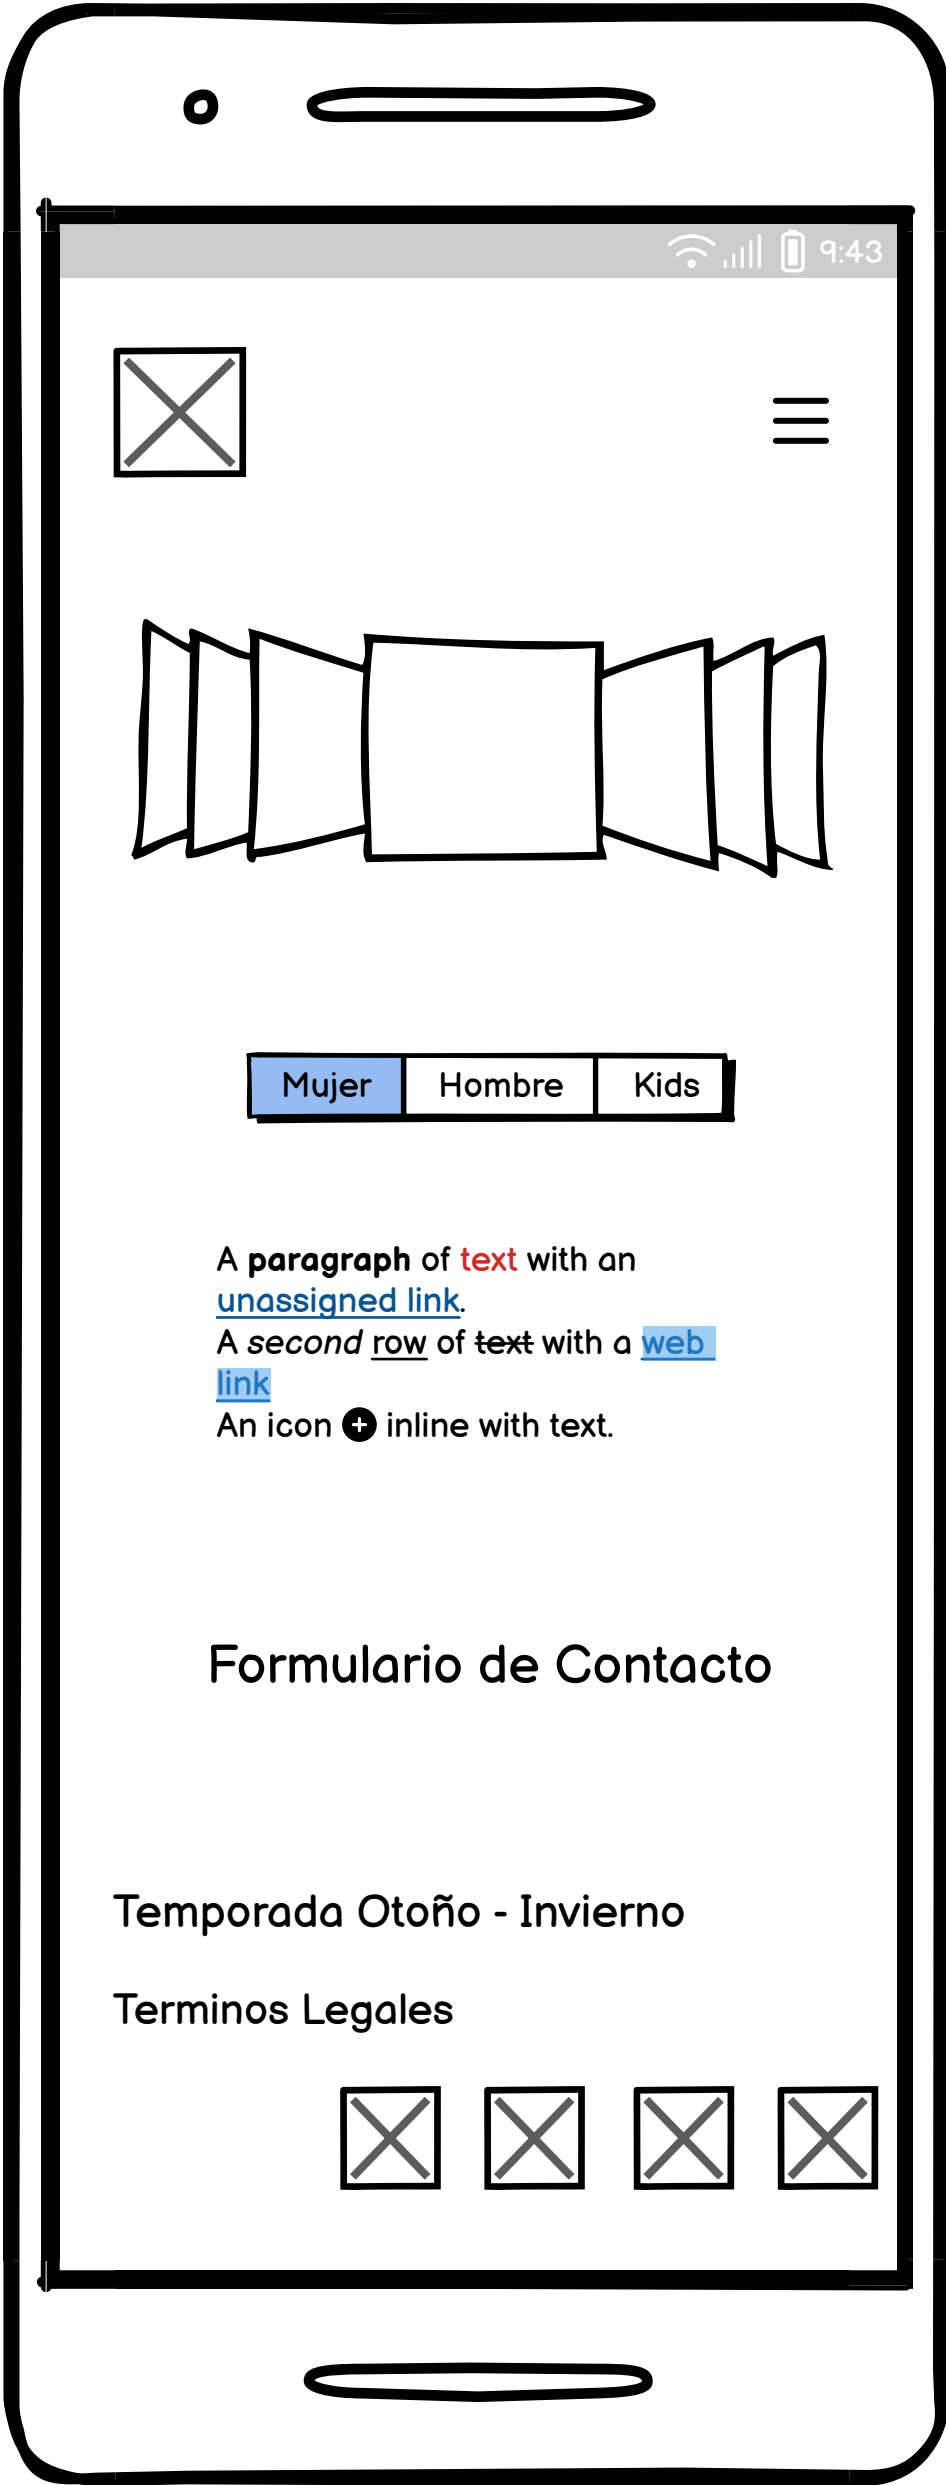 9:43
Mujer Hombre Kids
A paragraph of text with an
unassigned link.
A second row of text with a web
link
An icon inline with text.
Formulario de Contacto
Temporada Otoño - Invierno
Terminos Legales